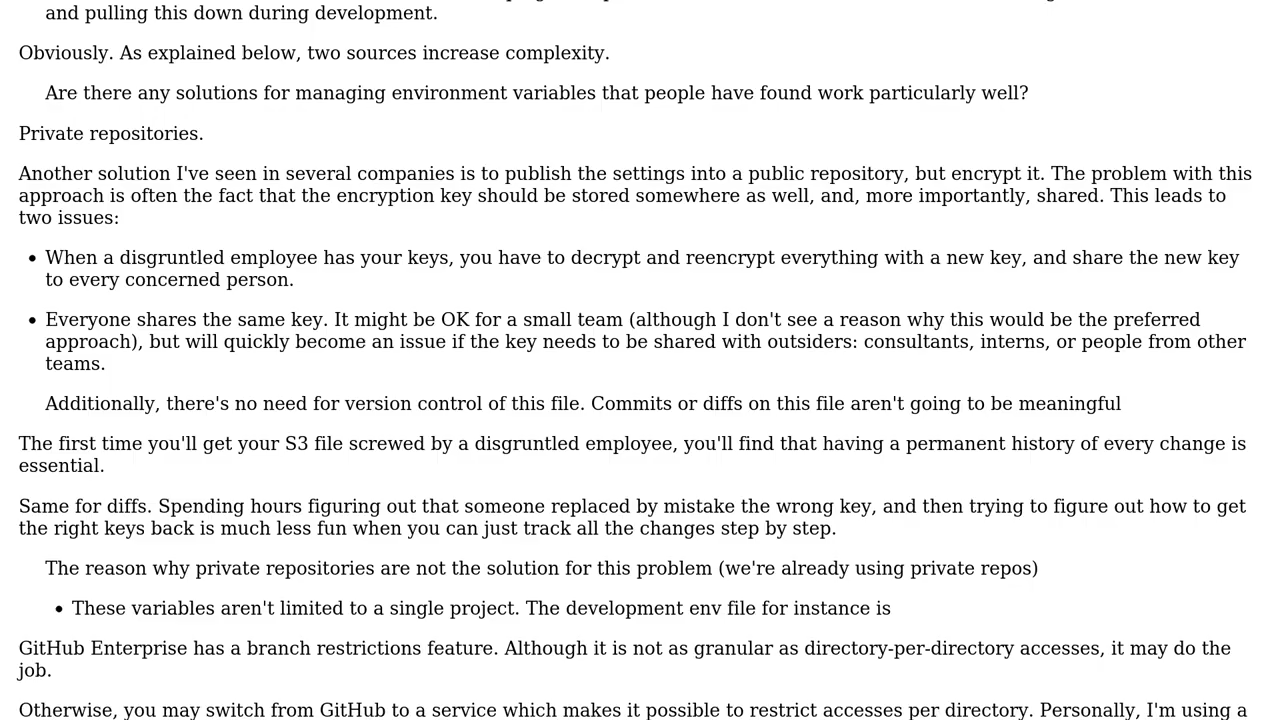 and pulling this down during development.
Obviously. As explained below, two sources increase complexity.
Are there any solutions for managing environment variables that people have found work particularly well?
Private repositories.
Another solution I've seen in several companies is to publish the settings into a public repository, but encrypt it. The problem with this
approach is often the fact that the encryption key should be stored somewhere as well, and, more importantly, shared. This leads to
two issues:
• When a disgruntled employee has your keys, you have to decrypt and reencrypt everything with a new key, and share the new key
to every concerned person.
• Everyone shares the same key. It might be OK for a small team (although I don't see a reason why this would be the preferred
approach), but will quickly become an issue if the key needs to be shared with outsiders: consultants, interns, or people from other
teams.
Additionally, there's no need for version control of this file. Commits or diffs on this file aren't going to be meaningful
The first time you'll get your S3 file screwed by a disgruntled employee, you'll find that having a permanent history of every change is
essential.
Same for diffs. Spending hours figuring out that someone replaced by mistake the wrong key, and then trying to figure out how to get
the right keys back is much less fun when you can just track all the changes step by step.
The reason why private repositories are not the solution for this problem (we're already using private repos)
• These variables aren't limited to a single project. The development env file for instance is
GitHub Enterprise has a branch restrictions feature. Although it is not as granular as directory-per-directory accesses, it may do the
job.
Otherwise, you may switch from GitHub to a service which makes it possible to restrict accesses per directory. Personally, I'm using a